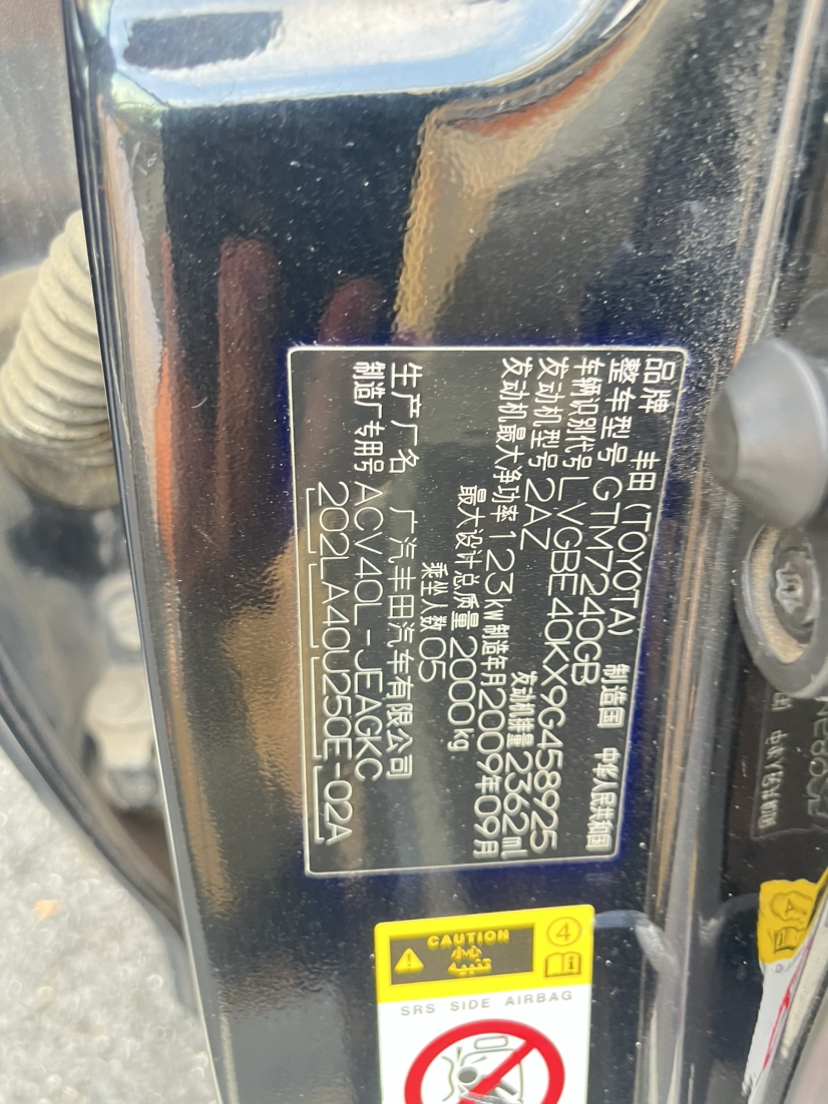 品牌 丰田(TOYOTA) 制造国 中华人民共和国
整车型号 GTM7240GB
车辆识别代号 LVGBE40KX9G458925
发动机型号 2AZ 发动机排量 2362ml
发动机最大净功率 123kw 制造年月 2009年09月
最大设计总质量 2000kg
乘坐人数 05
生产厂名 广汽丰田汽车有限公司
制造厂专用号 ACV40L-JEAGKC
202LA40U250E-02A
CAUTION
小心
تنبيه
4
SRS SIDE AIRBAG